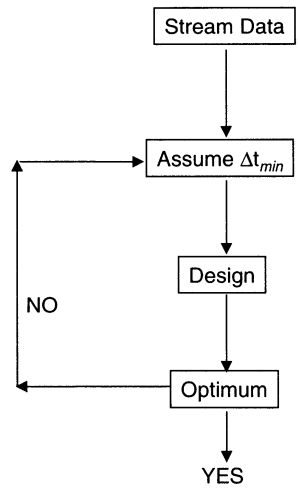 Stream Data
Assume Δt_min
Design
NO
Optimum
YES